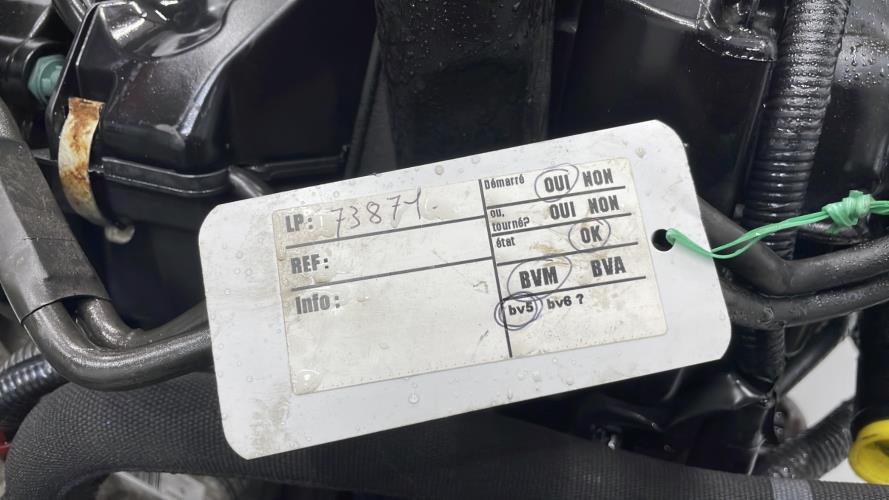 LP: 73871
REF:
Info:
Démarré OUI NON
ou, tourné? OUI NON
état OK
BVM BVA
bv5 bv6 ?